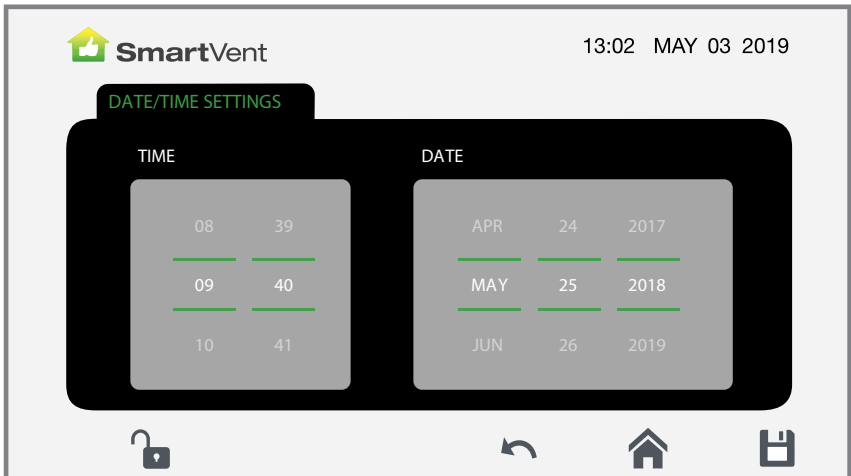 SmartVent
13:02 MAY 03 2019
DATE/TIME SETTINGS
TIME
DATE
08 39
09 40
10 41
APR 24 2017
MAY 25 2018
JUN 26 2019